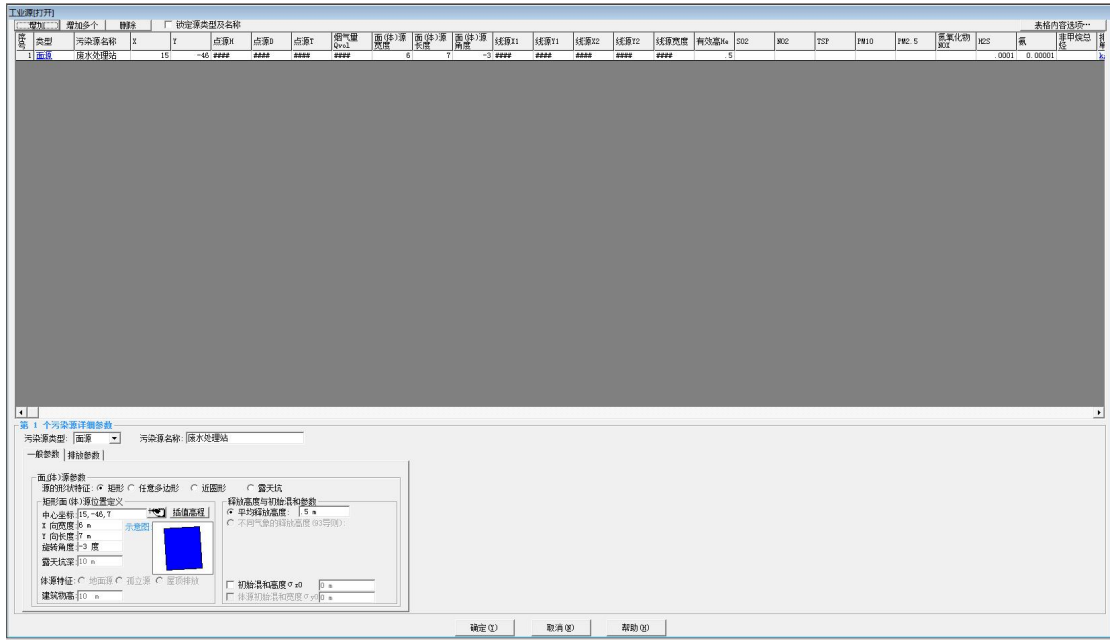 工业源[打开]
增加(...) 增加多个 删除 锁定源类型及名称 表格内容选项…
序号 类型 污染源名称 X Y 点源H 点源D 点源T 烟气量Qvol 面(体)源宽度 面(体)源长度 面(体)源角度 线源X1 线源Y1 线源X2 线源Y2 线源宽度 有效高He SO2 NO2 TSP PM10 PM2.5 氮氧化物NOX H2S 氨 非甲烷总烃
1 面源 废水处理站 15 -46 #### #### #### #### 6 7 -3 #### #### #### #### #### .5 .0001 0.00001
第 1 个污染源详细参数
污染源类型: 面源 污染源名称: 废水处理站
一般参数 排放参数
面(体)源参数
源的形状特征: 矩形 任意多边形 近圆形 露天坑
矩形面(体)源位置定义
中心坐标: 15,-46,7 插值高程
X 向宽度: 6 m 示意图
Y 向长度: 7 m
旋转角度: -3 度
露天坑深: 10 m
体源特征: 地面源 孤立源 屋顶排放
建筑物高: 10 m
释放高度与初始混和参数
平均释放高度: .5 m
不同气象的释放高度(93导则):
初始混和高度σz0 0 m
体源初始混和宽度σy0 0 m
确定(Y) 取消(N) 帮助(H)